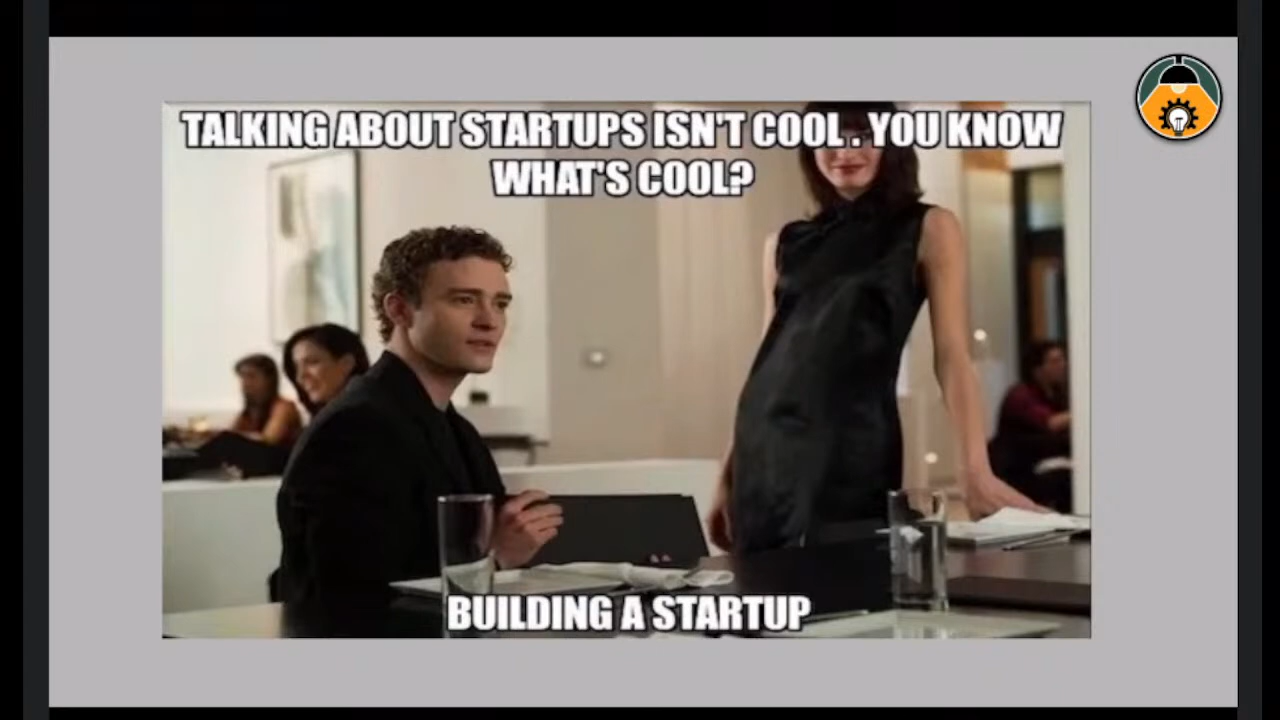 TALKING ABOUT STARTUPS ISN'T COOL . YOU KNOW
WHAT'S COOL?
BUILDING A STARTUP